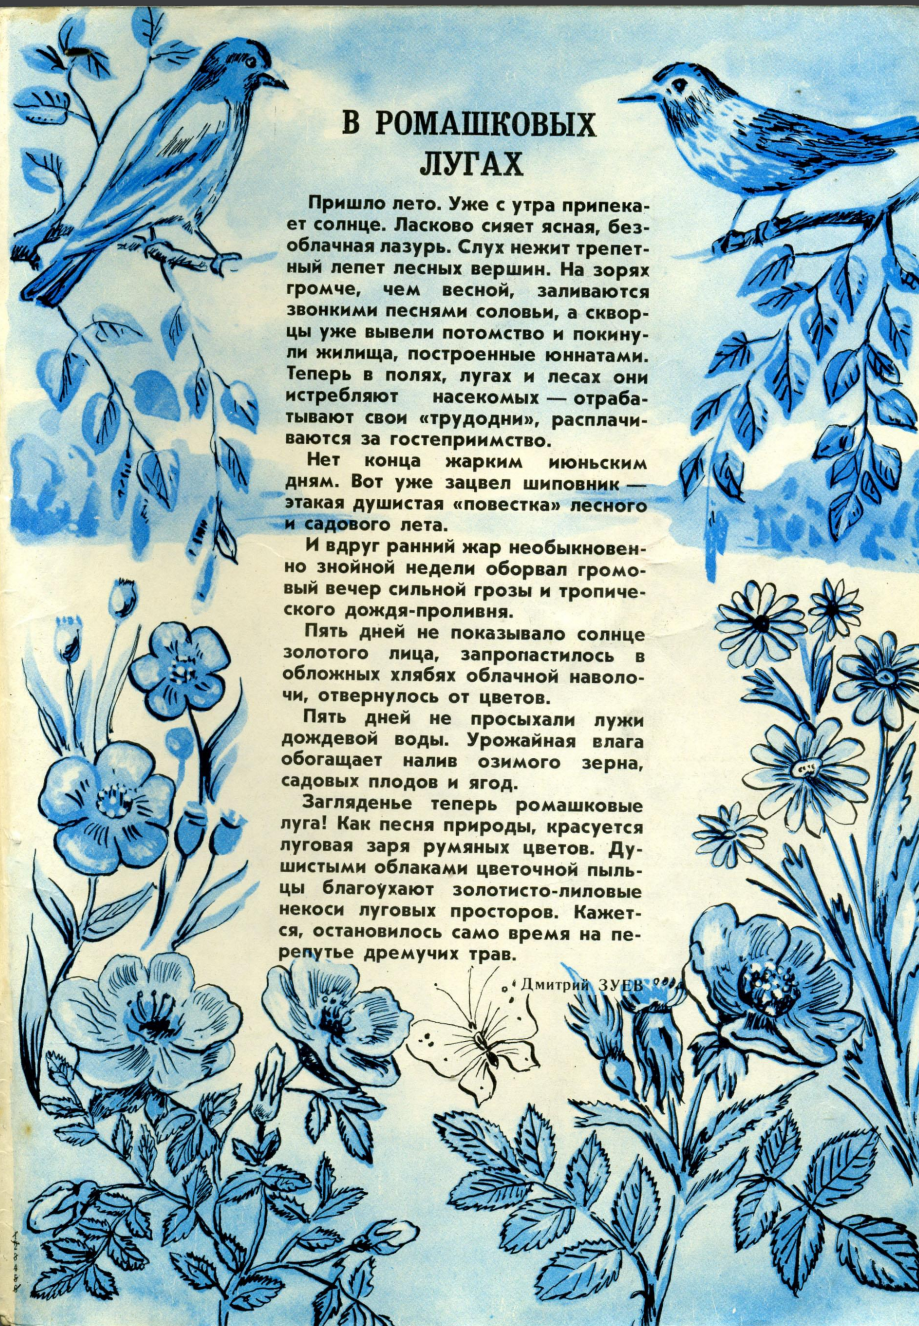 В РОМАШКОВЫХ
ЛУГАХ
Пришло лето. Уже с утра припека-
ет солнце. Ласково сияет ясная, без-
облачная лазурь. Слух нежит трепет-
ный лепет лесных вершин. На зорях
громче, чем весной, заливаются
звонкими песнями соловьи, а сквор-
цы уже вывели потомство и покину-
ли жилища, построенные юннатами.
Теперь в полях, лугах и лесах они
истребляют насекомых — отраба-
тывают свои «трудодни», расплачи-
ваются за гостеприимство.
Нет конца жарким июньским
дням. Вот уже зацвел шиповник —
этакая душистая «повестка» лесного
и садового лета.
И вдруг ранний жар необыкновен-
но знойной недели оборвал громо-
вый вечер сильной грозы и тропиче-
ского дождя-проливня.
Пять дней не показывало солнце
золотого лица, запропастилось в
обложных хлябях облачной наволо-
чи, отвернулось от цветов.
Пять дней не просыхали лужи
дождевой воды. Урожайная влага
обогащает налив озимого зерна,
садовых плодов и ягод.
Загляденье теперь ромашковые
луга! Как песня природы, красуется
луговая заря румяных цветов. Ду-
шистыми облаками цветочной пыль-
цы благоухают золотисто-лиловые
некоси луговых просторов. Кажет-
ся, остановилось само время на пе-
репутье дремучих трав.
Дмитрий ЗУЕВ